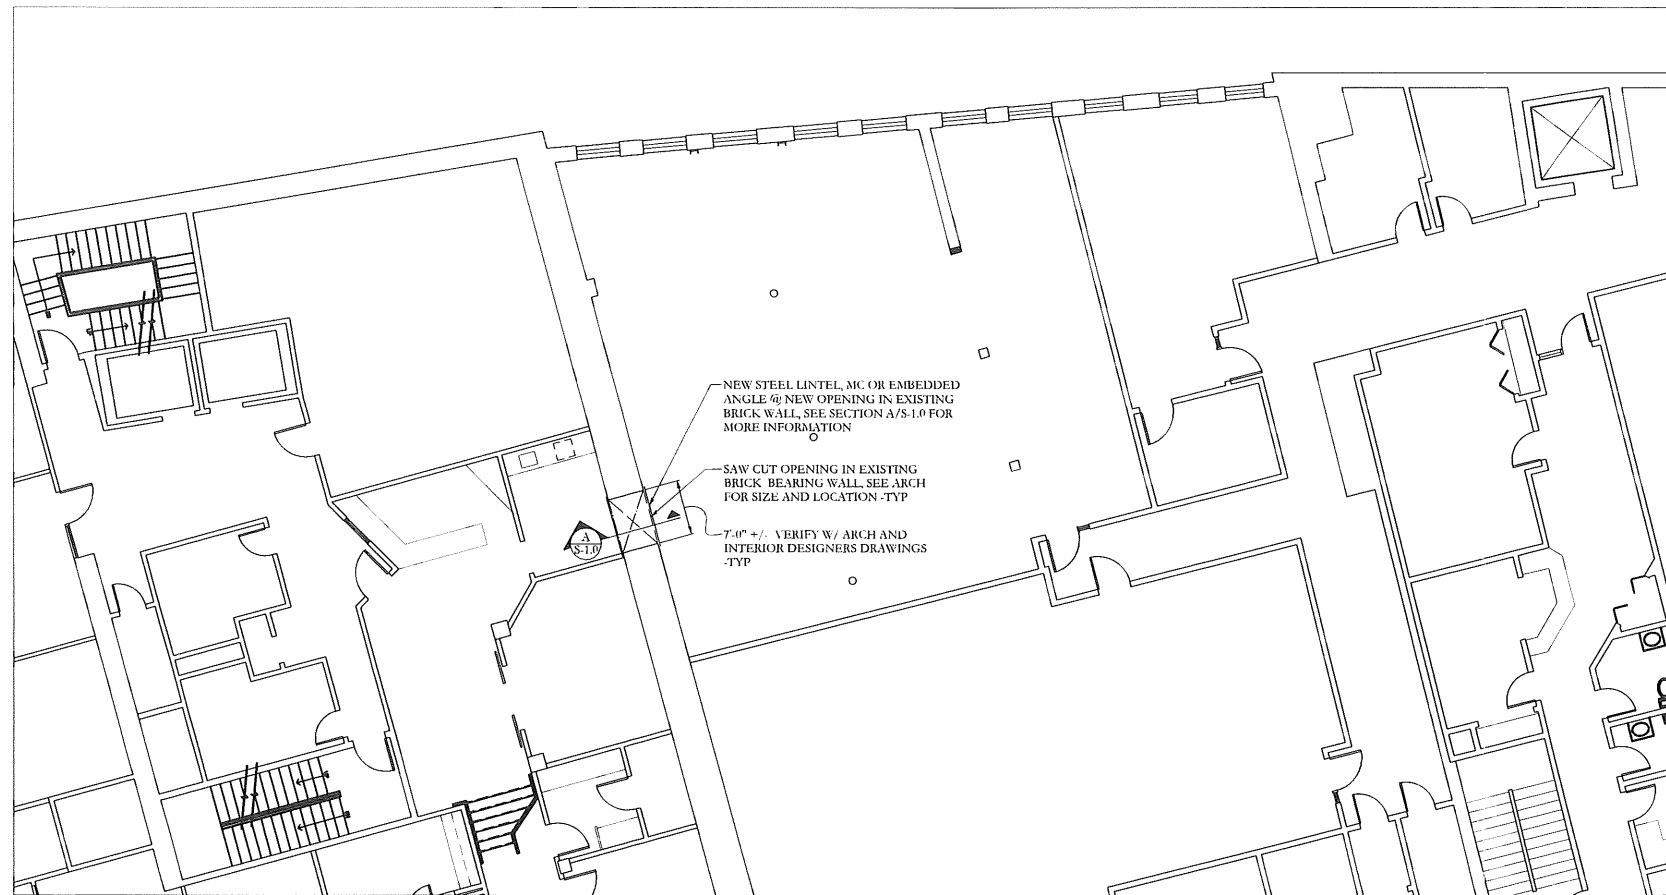 NEW STEEL LINTEL, MC OR EMBEDDED
ANGLE @ NEW OPENING IN EXISTING
BRICK WALL, SEE SECTION A/S-1.0 FOR
MORE INFORMATION
SAW CUT OPENING IN EXISTING
BRICK BEARING WALL, SEE ARCH
FOR SIZE AND LOCATION -TYP
7'-0" +/- VERIFY W/ ARCH AND
INTERIOR DESIGNERS DRAWINGS
-TYP
A
S-1.0